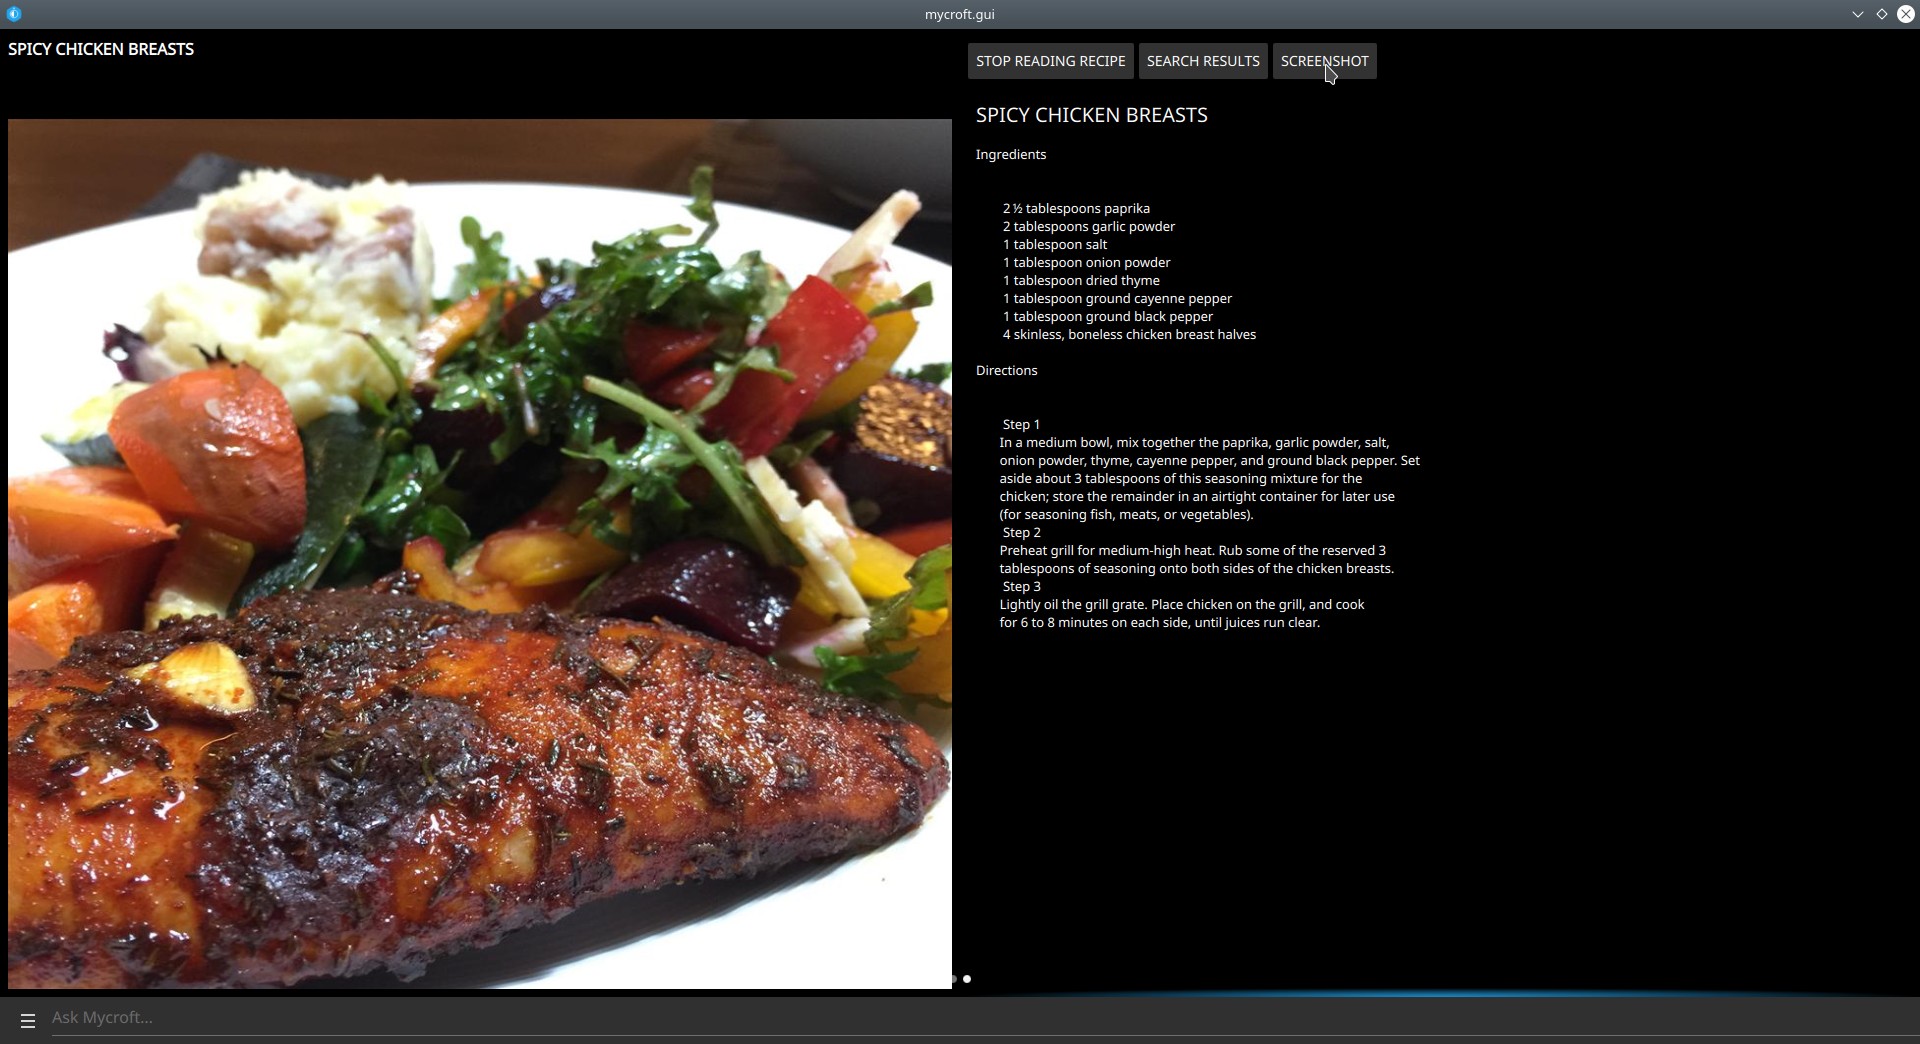 mycroft.gui
SPICY CHICKEN BREASTS
STOP READING RECIPE
SEARCH RESULTS
SCREENSHOT
SPICY CHICKEN BREASTS
Ingredients
2 ½ tablespoons paprika
2 tablespoons garlic powder
1 tablespoon salt
1 tablespoon onion powder
1 tablespoon dried thyme
1 tablespoon ground cayenne pepper
1 tablespoon ground black pepper
4 skinless, boneless chicken breast halves
Directions
Step 1
In a medium bowl, mix together the paprika, garlic powder, salt,
onion powder, thyme, cayenne pepper, and ground black pepper. Set
aside about 3 tablespoons of this seasoning mixture for the
chicken; store the remainder in an airtight container for later use
(for seasoning fish, meats, or vegetables).
Step 2
Preheat grill for medium-high heat. Rub some of the reserved 3
tablespoons of seasoning onto both sides of the chicken breasts.
Step 3
Lightly oil the grill grate. Place chicken on the grill, and cook
for 6 to 8 minutes on each side, until juices run clear.
Ask Mycroft...